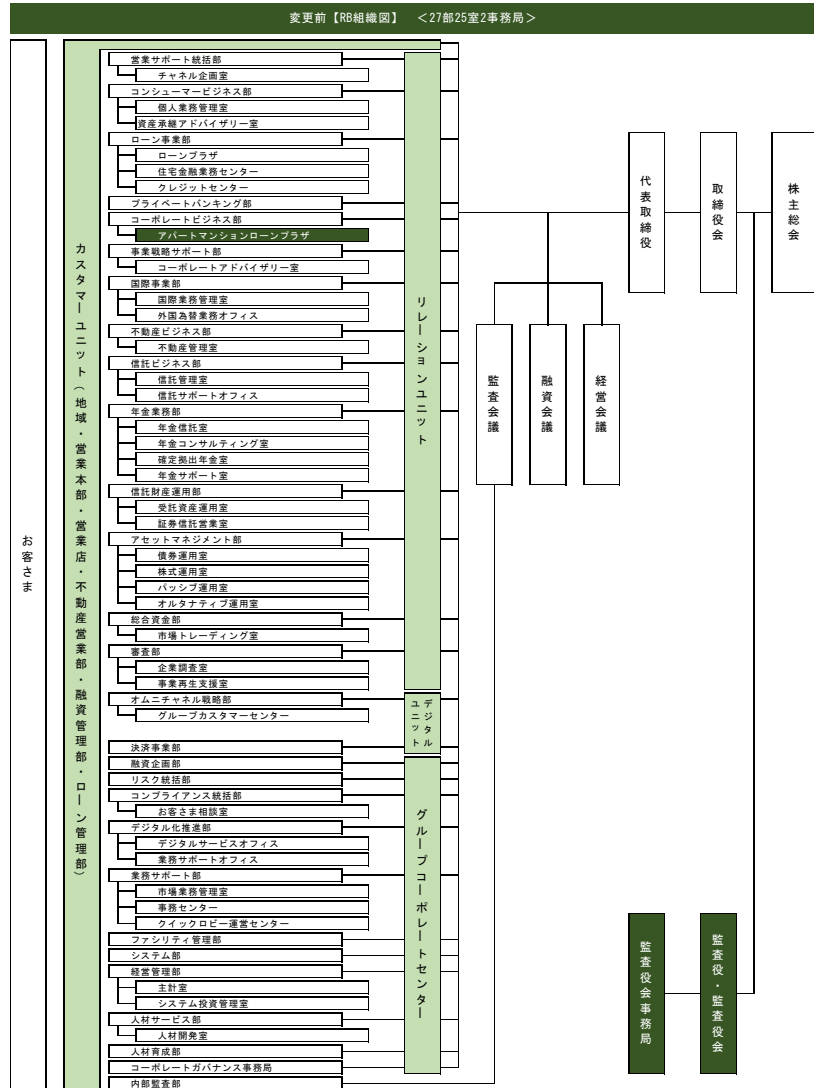 変更前【RB組織図】 <27部25室2事務局>
お客さま
カスタマーユニット(地域・営業本部・営業店・不動産営業部・融資管理部・ローン管理部)
営業サポート統括部
チャネル企画室
コンシューマービジネス部
個人業務管理室
資産承継アドバイザリー室
ローン事業部
ローンプラザ
住宅金融業務センター
クレジットセンター
プライベートバンキング部
コーポレートビジネス部
アパートマンションローンプラザ
事業戦略サポート部
コーポレートアドバイザリー室
国際事業部
国際業務管理室
外国為替業務オフィス
不動産ビジネス部
不動産管理室
信託ビジネス部
信託管理室
信託サポートオフィス
年金業務部
年金信託室
年金コンサルティング室
確定拠出年金室
年金サポート室
信託財産運用部
受託資産運用室
証券信託営業室
アセットマネジメント部
債券運用室
株式運用室
パッシブ運用室
オルタナティブ運用室
総合資金部
市場トレーディング室
審査部
企業調査室
事業再生支援室
オムニチャネル戦略部
グループカスタマーセンター
決済事業部
融資企画部
リスク統括部
コンプライアンス統括部
お客さま相談室
デジタル化推進部
デジタルサービスオフィス
業務サポートオフィス
業務サポート部
市場業務管理室
事務センター
クイックロビー運営センター
ファシリティ管理部
システム部
経営管理部
主計室
システム投資管理室
人材サービス部
人材開発室
人材育成部
コーポレートガバナンス事務局
内部監査部
リレーションユニット
デジタル
ユニット
グループコーポレートセンター
監査会議
融資会議
経営会議
代表取締役
取締役会
株主総会
監査役会事務局
監査役・監査役会